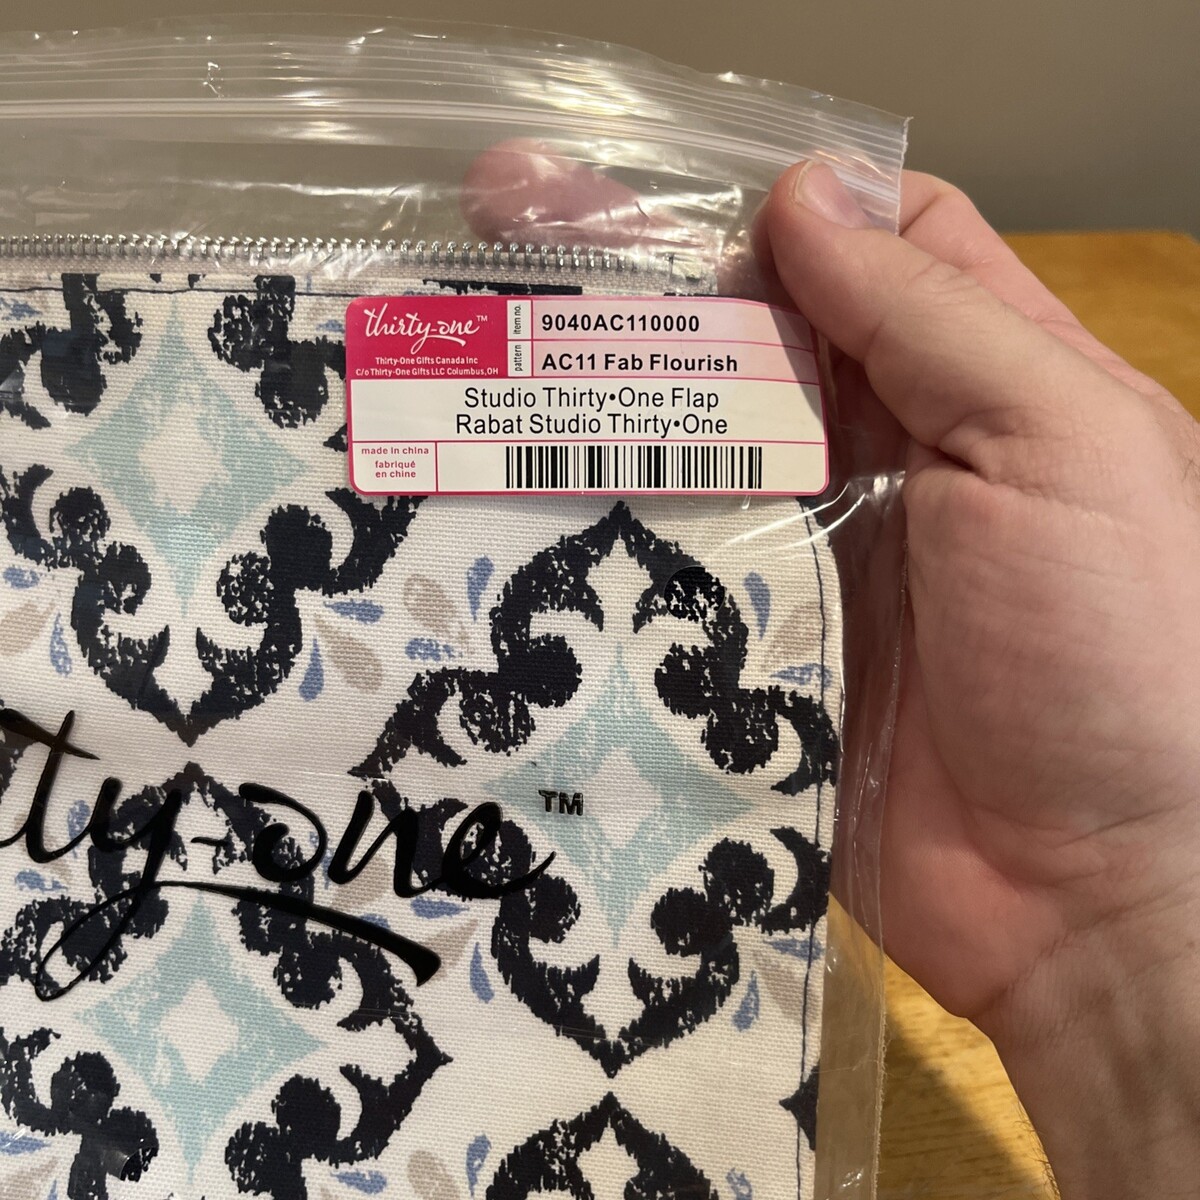 thirty-one™
Thirty-One Gifts Canada Inc
C/o Thirty-One Gifts LLC Columbus,OH
item no.
9040AC110000
pattern
AC11 Fab Flourish
Studio Thirty•One Flap
Rabat Studio Thirty•One
made in china
fabriqué
en chine
ty-one™